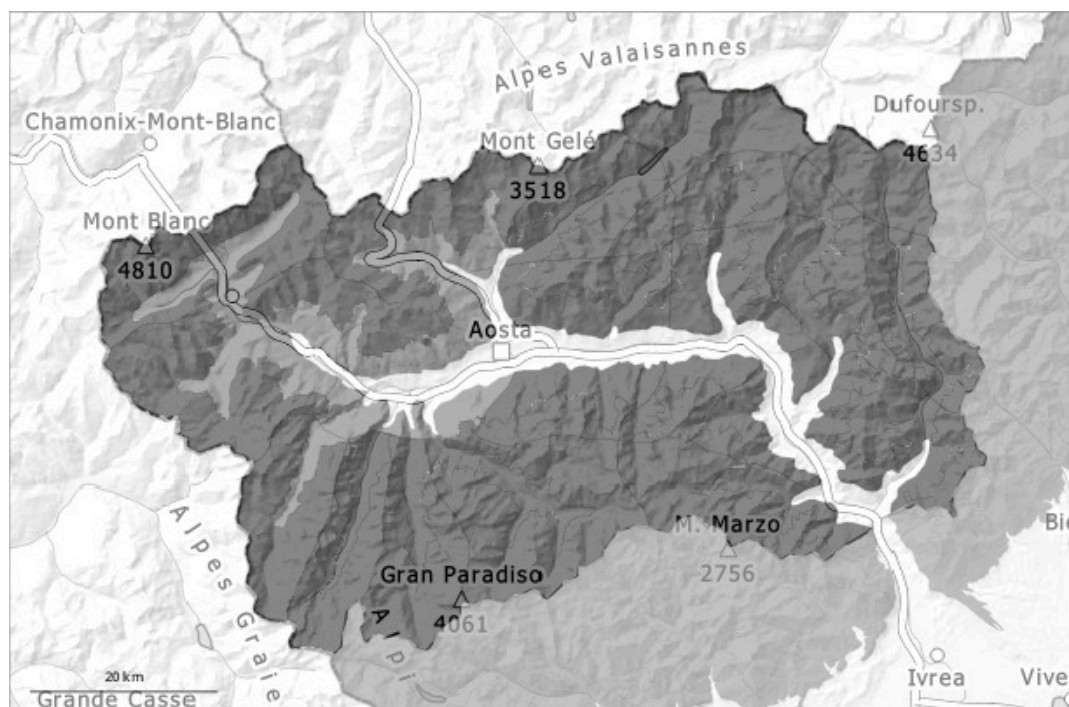 Alpes Valaisannes
Dufoursp.
4634
Chamonix-Mont-Blanc
Mont Gelé
3518
Mont Blanc
4810
Aosta
M. Marzo
2756
Gran Paradiso
4061
Alpes Graie
Alpi
20 km
Grande Casse
Ivrea
Vive
Bie